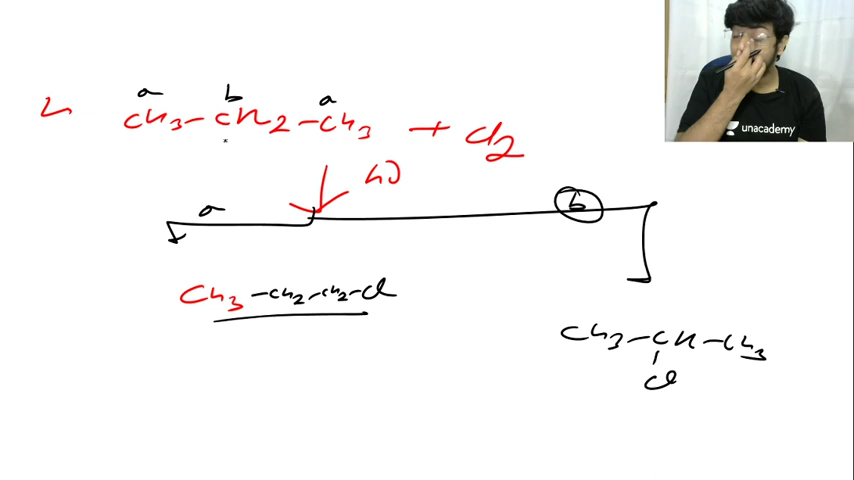 a b a
CH3-CH2-CH3 + Cl2
hν
a b
CH3-CH2-CH2-Cl
CH3-CH-CH3
Cl
unacademy